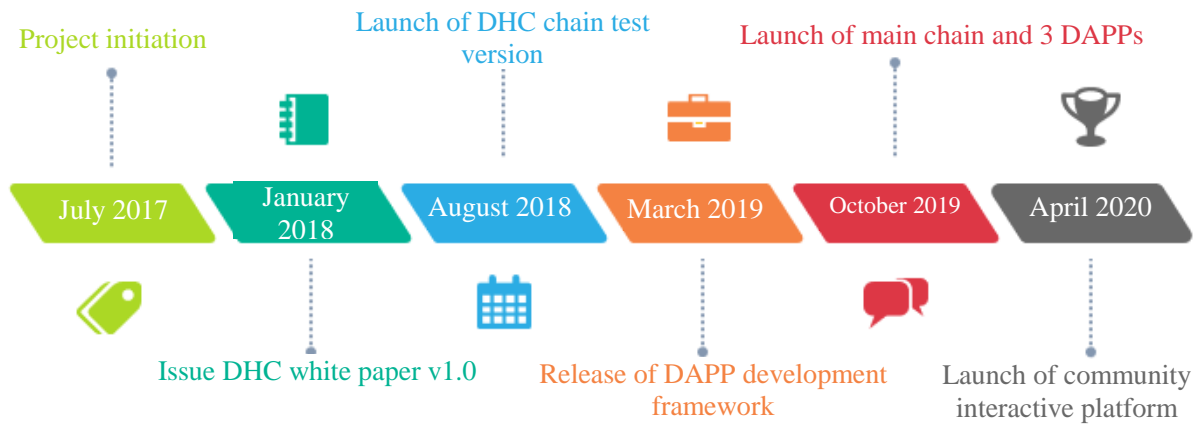 Project initiation
Launch of DHC chain test
version
Launch of main chain and 3 DAPPs
July 2017
January
2018
August 2018
March 2019
October 2019
April 2020
Issue DHC white paper v1.0
Release of DAPP development
framework
Launch of community
interactive platform